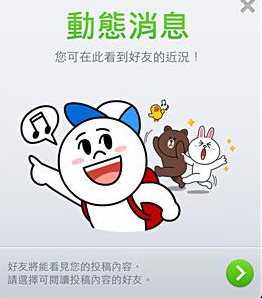 動態消息
您可在此看到好友的近況！
好友將能看見您的投稿內容，
請選擇可閱讀投稿內容的好友。